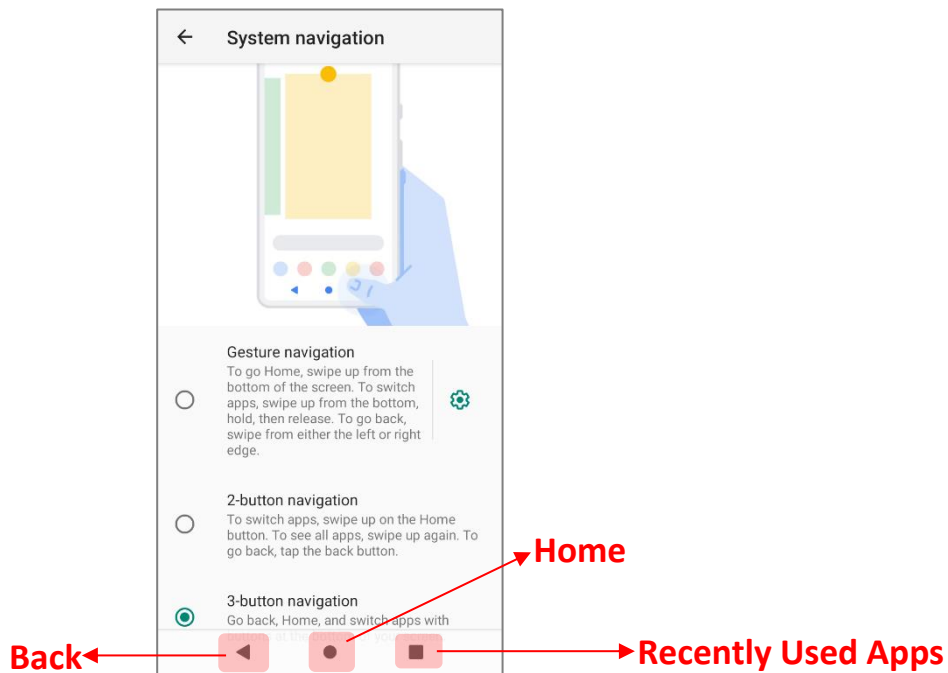 System navigation
Gesture navigation
To go Home, swipe up from the
bottom of the screen. To switch
apps, swipe up from the bottom,
hold, then release. To go back,
swipe from either the left or right
edge.
2-button navigation
To switch apps, swipe up on the Home
button. To see all apps, swipe up again. To
go back, tap the back button.
Home
3-button navigation
Go back, Home, and switch apps with
Back
Recently Used Apps